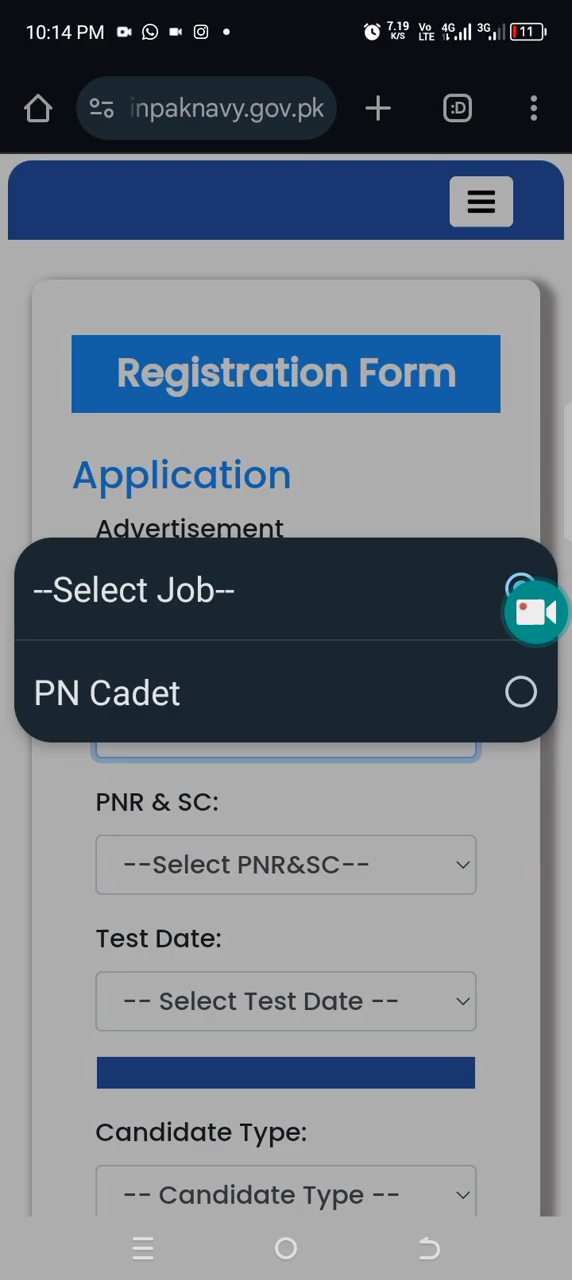 10:14 PM
7.19 K/S
Vo LTE
4G
3G
11
inpaknavy.gov.pk
:D
Registration Form
Application
Advertisement
--Select Job--
PN Cadet
PNR & SC:
--Select PNR&SC--
Test Date:
-- Select Test Date --
Candidate Type:
-- Candidate Type --